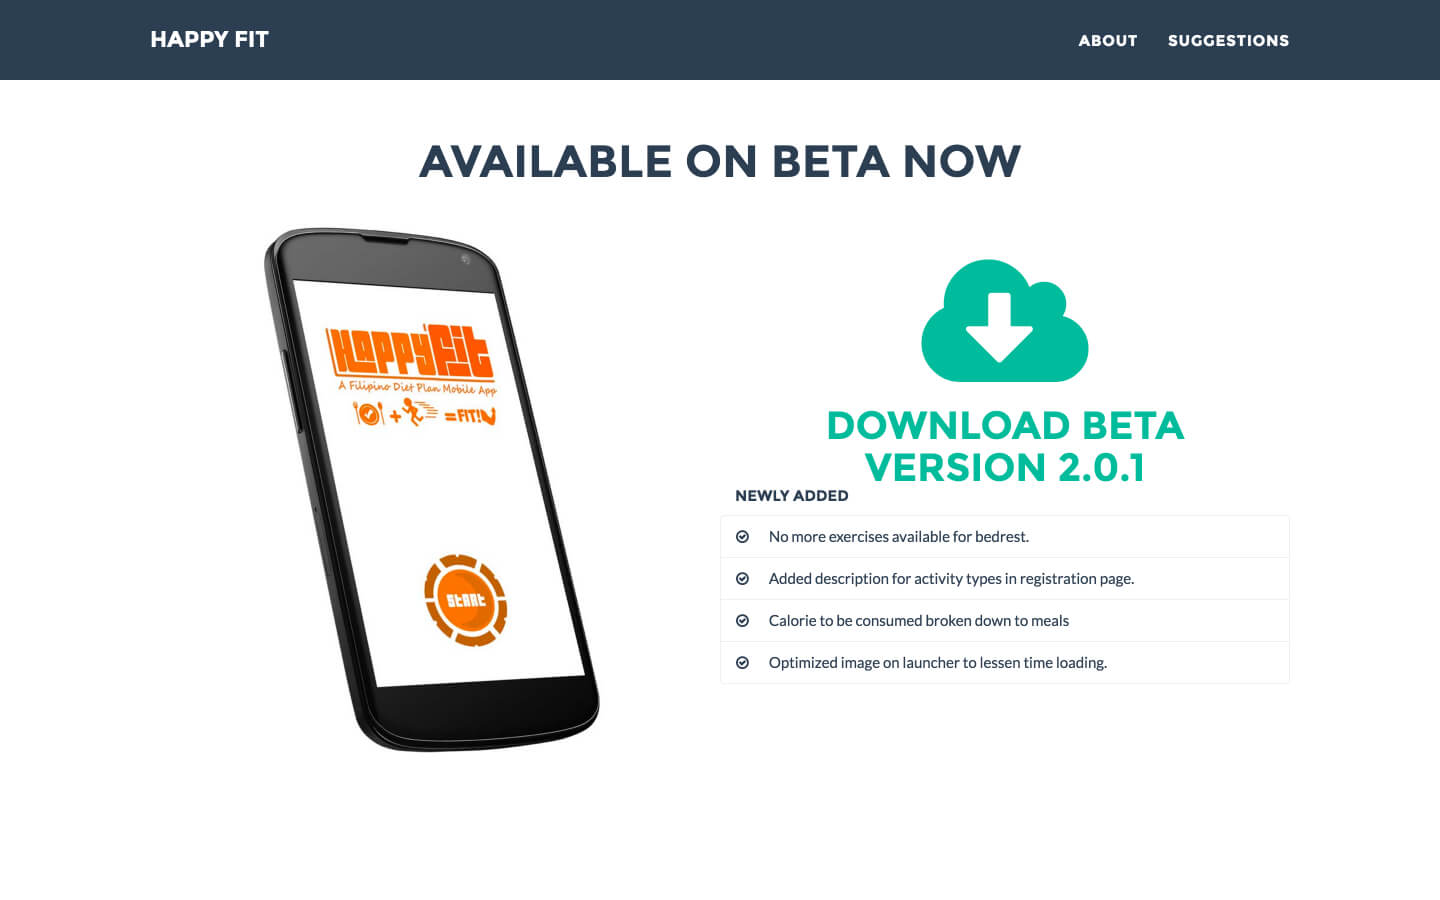 HAPPY FIT
ABOUT
SUGGESTIONS
AVAILABLE ON BETA NOW
HappyFit
A Filipino Diet Plan Mobile App
+ =FIT!
START
DOWNLOAD BETA
VERSION 2.0.1
NEWLY ADDED
No more exercises available for bedrest.
Added description for activity types in registration page.
Calorie to be consumed broken down to meals
Optimized image on launcher to lessen time loading.